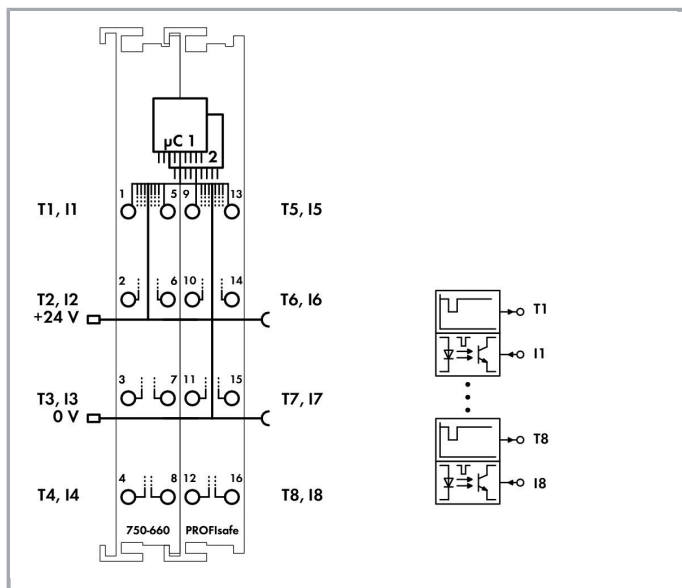 µC 1
2
1 5 9 13
T1, I1 T5, I5
2 6 10 14
T2, I2 T6, I6
+24 V
T1
I1
3 7 11 15
T3, I3 T7, I7
0 V
T8
I8
4 8 12 16
T4, I4 T8, I8
750-660 PROFIsafe